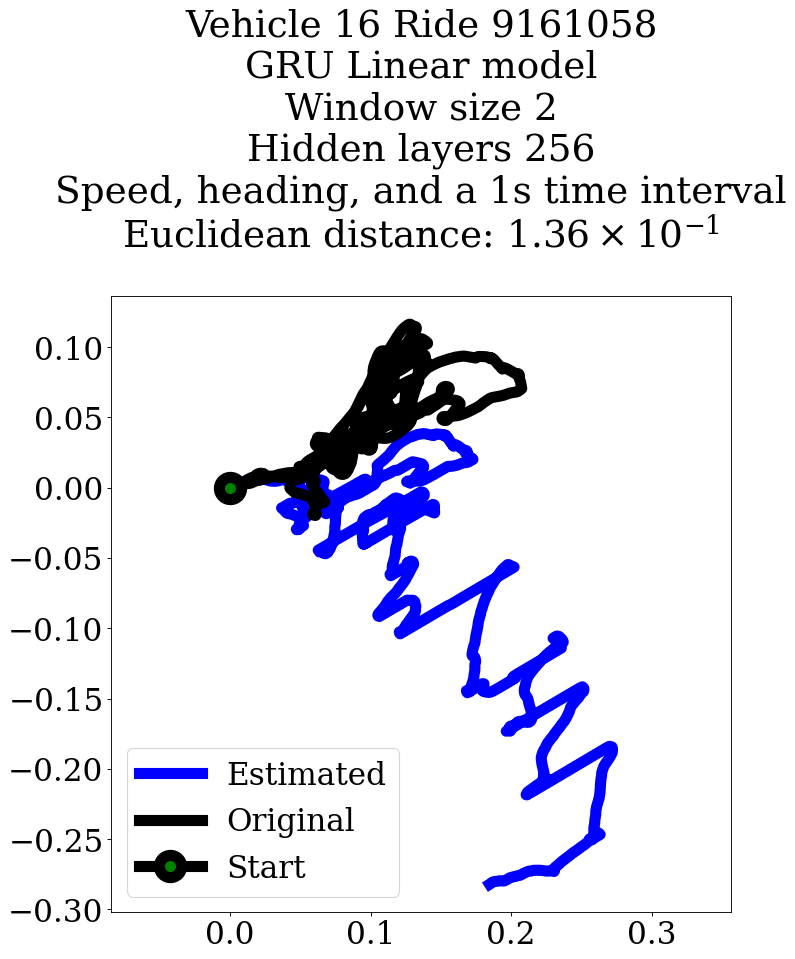 Vehicle 16 Ride 9161058
GRU Linear model
Window size 2
Hidden layers 256
Speed, heading, and a 1s time interval
Euclidean distance: 1.36 × 10⁻¹
0.10
0.05
0.00
−0.05
−0.10
−0.15
−0.20
−0.25
−0.30
Estimated
Original
Start
0.0 0.1 0.2 0.3